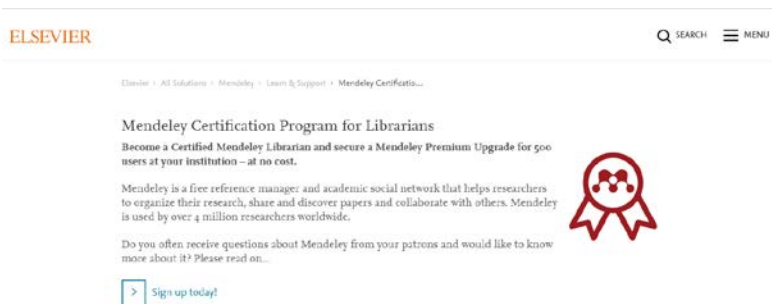 ELSEVIER
SEARCH
MENU
Elsevier › All Solutions › Mendeley › Learn & Support › Mendeley Certificatio...
Mendeley Certification Program for Librarians
Become a Certified Mendeley Librarian and secure a Mendeley Premium Upgrade for 500
users at your institution – at no cost.
Mendeley is a free reference manager and academic social network that helps researchers
to organize their research, share and discover papers and collaborate with others. Mendeley
is used by over 4 million researchers worldwide.
Do you often receive questions about Mendeley from your patrons and would like to know
more about it? Please read on...
> Sign up today!